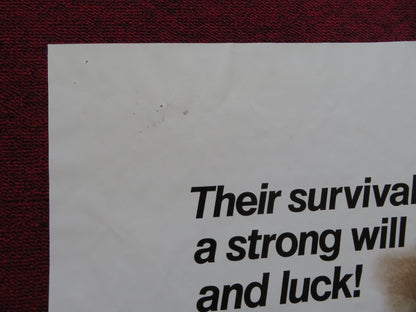 Their survival
a strong will
and luck!